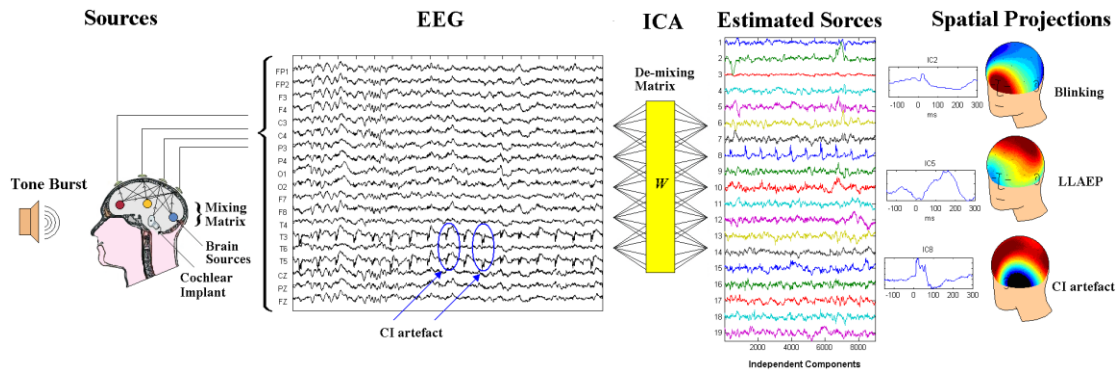 Sources
EEG
ICA
Estimated Sorces
Spatial Projections
Tone Burst
Mixing
Matrix
Brain
Sources
Cochlear
Implant
FP1
FP2
F3
F4
C3
C4
P3
P4
O1
O2
F7
F8
T4
T3
T6
T5
CZ
PZ
FZ
CI artefact
De-mixing
Matrix
W
1
2
3
4
5
6
7
8
9
10
11
12
13
14
15
16
17
18
19
2000 4000 6000 8000
Independent Components
IC2
-100 0 100 200 300
ms
Blinking
IC5
-100 0 100 200 300
ms
LLAEP
IC8
-100 0 100 200 300
ms
CI artefact